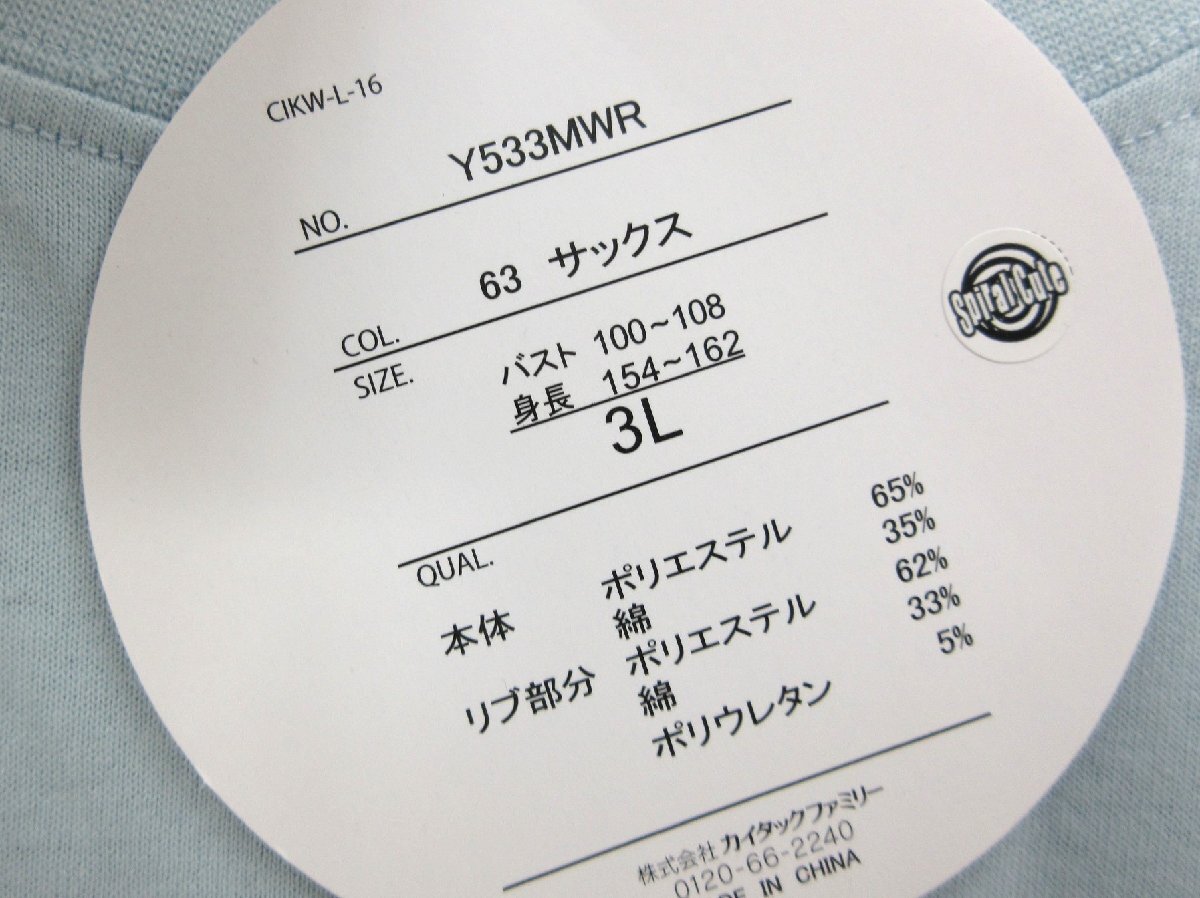 CIKW-L-16
NO. Y533MWR
COL. 63 サックス
SIZE. バスト 100~108
身長 154~162
3L
Spiral Cute
QUAL.
本体 ポリエステル 65%
綿 35%
リブ部分 ポリエステル 62%
綿 33%
ポリウレタン 5%
株式会社 カイタックファミリー
0120-66-2240
IN CHINA